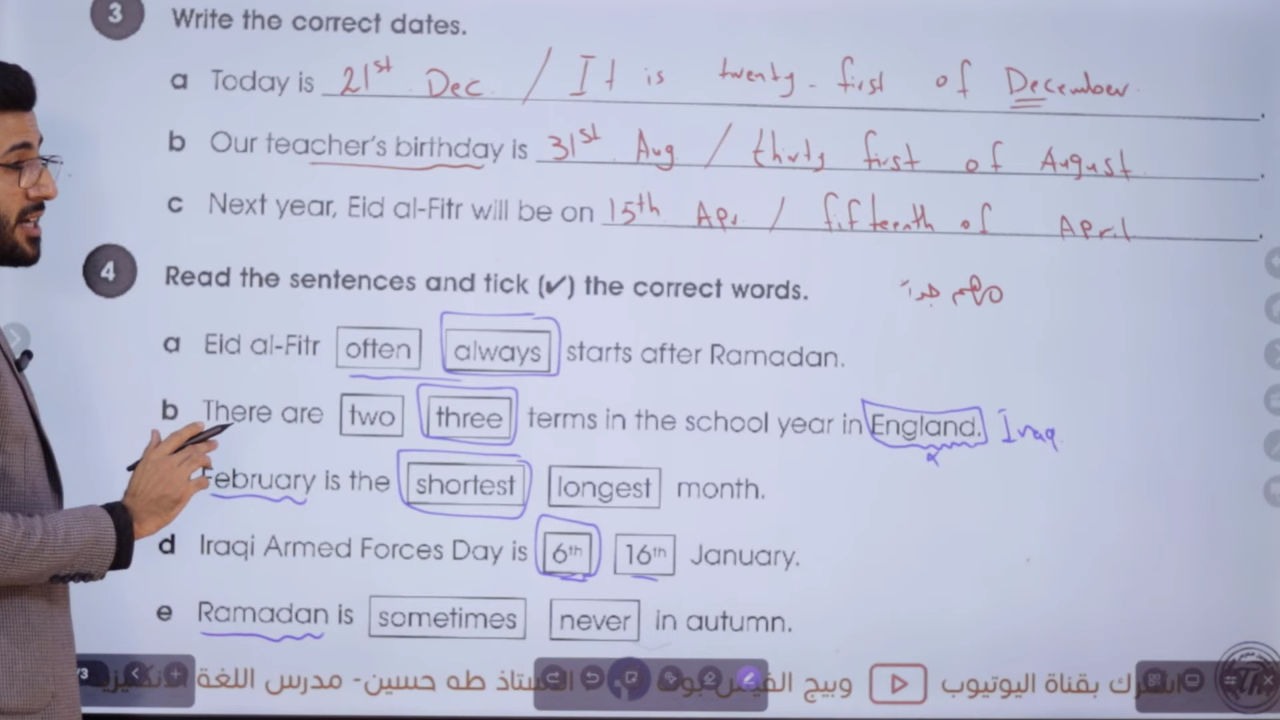 3 Write the correct dates.
a Today is 21st Dec / It is twenty-first of December.
b Our teacher's birthday is 31st Aug / thirty first of August.
c Next year, Eid al-Fitr will be on 15th Apr. / fifteenth of April.
4 Read the sentences and tick (✔) the correct words. مهم جداً
a Eid al-Fitr often always starts after Ramadan.
b There are two three terms in the school year in England. Iraq
February is the shortest longest month.
d Iraqi Armed Forces Day is 6th 16th January.
e Ramadan is sometimes never in autumn.
اشترك بقناة اليوتيوب وبيج الفيس بوك الاستاذ طه حسين- مدرس اللغة الانكليزية